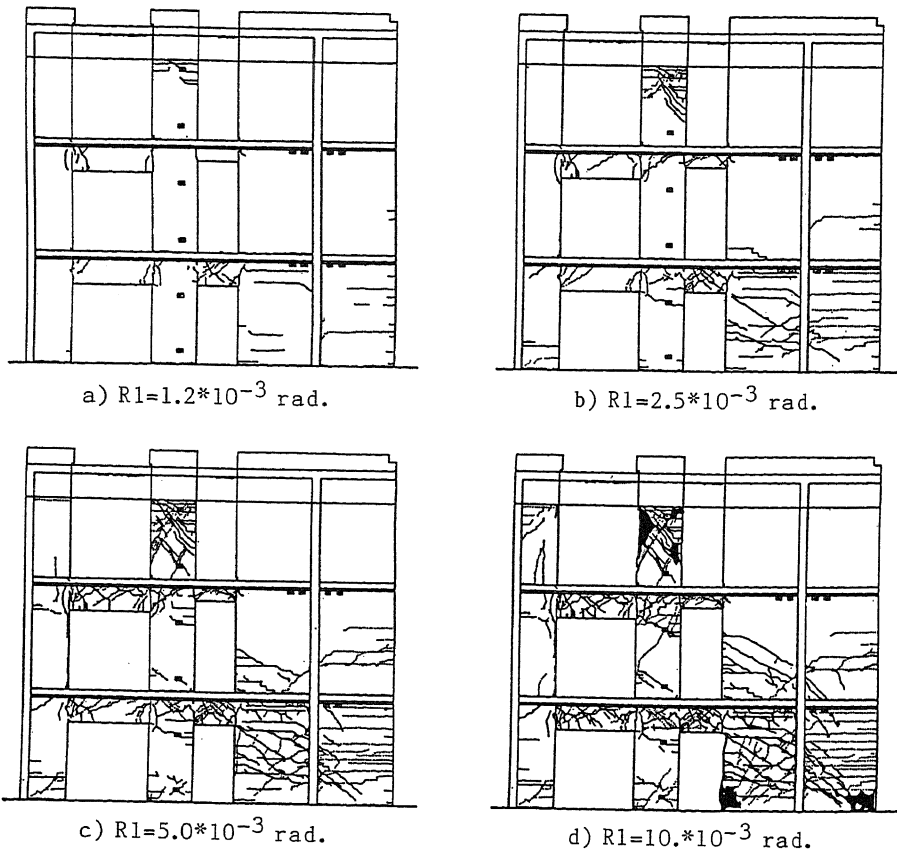 a) R1=1.2*10⁻³ rad.
b) R1=2.5*10⁻³ rad.
c) R1=5.0*10⁻³ rad.
d) R1=10.*10⁻³ rad.